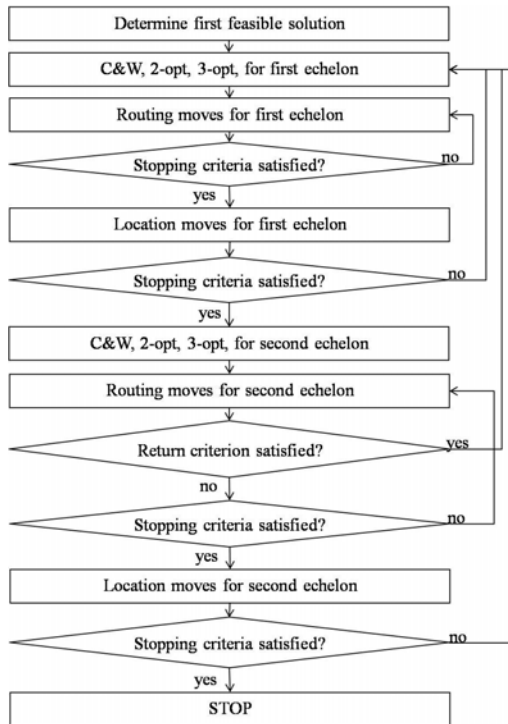 Determine first feasible solution
C&W, 2-opt, 3-opt, for first echelon
Routing moves for first echelon
Stopping criteria satisfied?
no
yes
Location moves for first echelon
Stopping criteria satisfied?
no
yes
C&W, 2-opt, 3-opt, for second echelon
Routing moves for second echelon
Return criterion satisfied?
yes
no
Stopping criteria satisfied?
no
yes
Location moves for second echelon
Stopping criteria satisfied?
no
yes
STOP